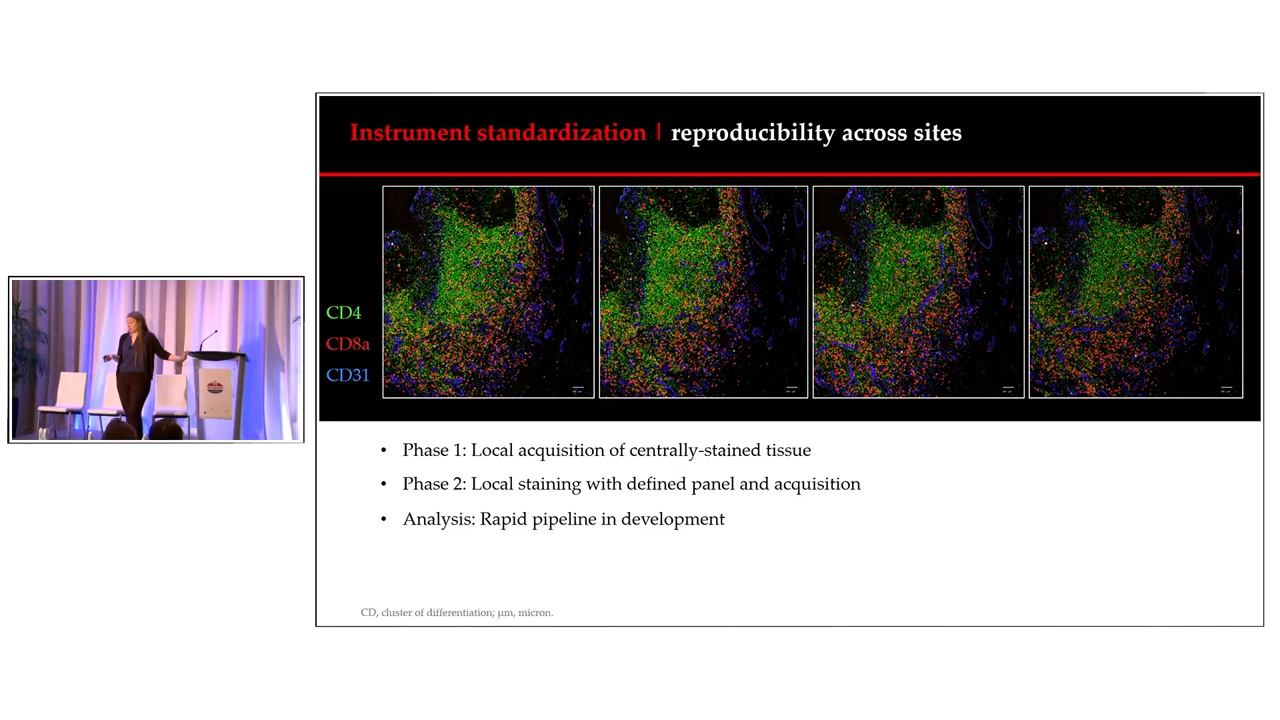 Instrument standardization | reproducibility across sites
CD4
CD8a
CD31
• Phase 1: Local acquisition of centrally-stained tissue
• Phase 2: Local staining with defined panel and acquisition
• Analysis: Rapid pipeline in development
CD, cluster of differentiation; µm, micron.